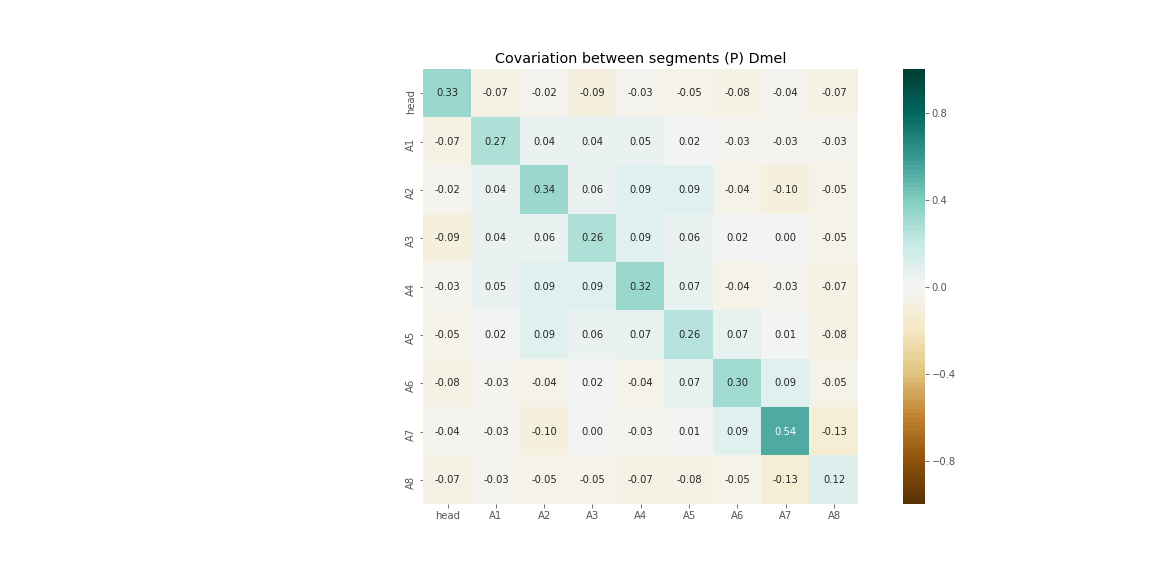 Covariation between segments (P) Dmel
head 0.33 -0.07 -0.02 -0.09 -0.03 -0.05 -0.08 -0.04 -0.07
A1 -0.07 0.27 0.04 0.04 0.05 0.02 -0.03 -0.03 -0.03
A2 -0.02 0.04 0.34 0.06 0.09 0.09 -0.04 -0.10 -0.05
A3 -0.09 0.04 0.06 0.26 0.09 0.06 0.02 0.00 -0.05
A4 -0.03 0.05 0.09 0.09 0.32 0.07 -0.04 -0.03 -0.07
A5 -0.05 0.02 0.09 0.06 0.07 0.26 0.07 0.01 -0.08
A6 -0.08 -0.03 -0.04 0.02 -0.04 0.07 0.30 0.09 -0.05
A7 -0.04 -0.03 -0.10 0.00 -0.03 0.01 0.09 0.54 -0.13
A8 -0.07 -0.03 -0.05 -0.05 -0.07 -0.08 -0.05 -0.13 0.12
head A1 A2 A3 A4 A5 A6 A7 A8
0.8
0.4
0.0
−0.4
−0.8